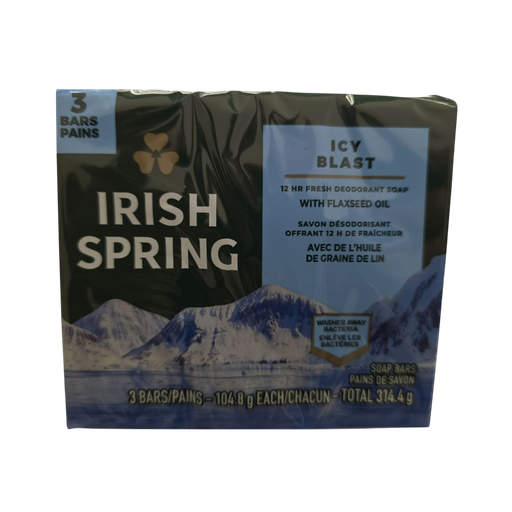 3
BARS
PAINS
IRISH
SPRING
ICY
BLAST
12 HR FRESH DEODORANT SOAP
WITH FLAXSEED OIL
SAVON DÉSODORISANT
OFFRANT 12 H DE FRAÎCHEUR
AVEC DE L'HUILE
DE GRAINE DE LIN
WASHES AWAY
BACTERIA
ENLÈVE LES
BACTÉRIES
SOAP BARS
PAINS DE SAVON
3 BARS/PAINS - 104.8 g EACH/CHACUN - TOTAL 314.4 g